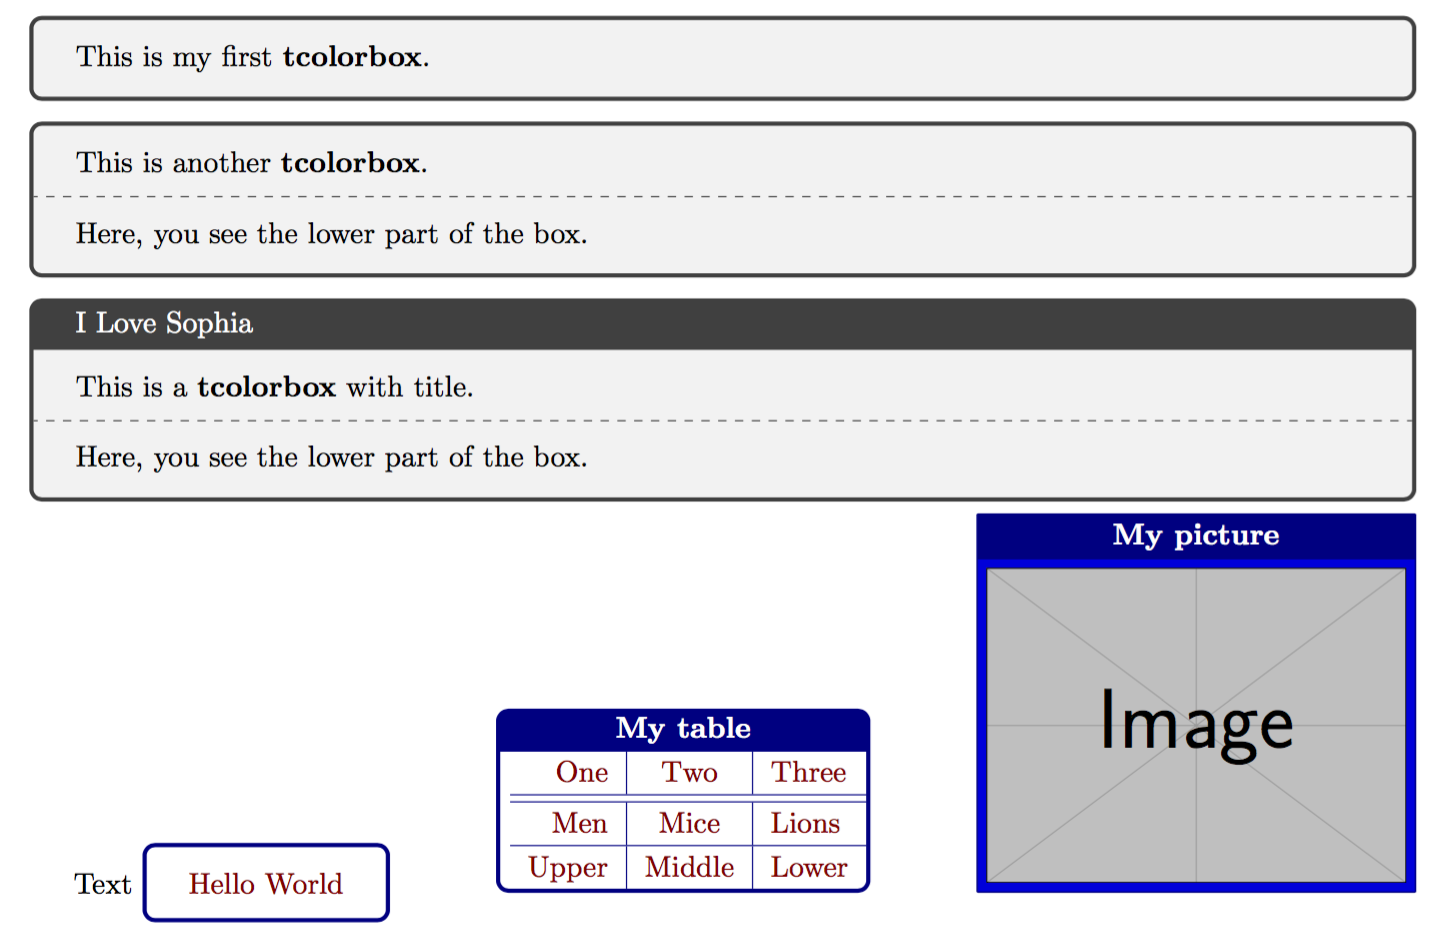 This is my first tcolorbox.
This is another tcolorbox.
Here, you see the lower part of the box.
I Love Sophia
This is a tcolorbox with title.
Here, you see the lower part of the box.
Text Hello World
My table
One Two Three
Men Mice Lions
Upper Middle Lower
My picture
Image